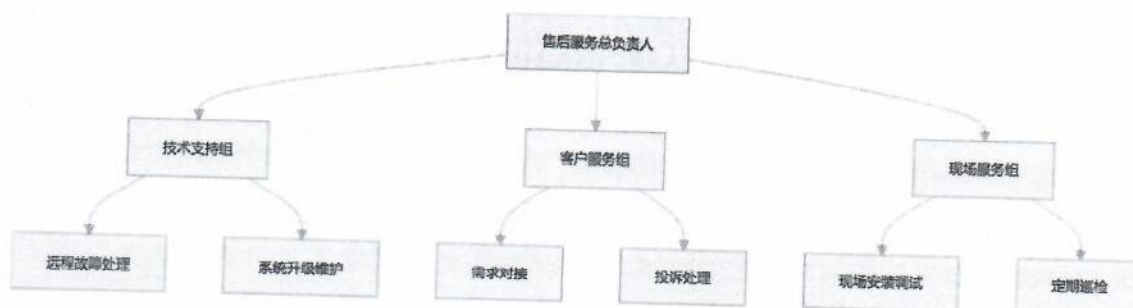 售后服务总负责人
技术支持组
客户服务组
现场服务组
远程故障处理
系统升级维护
需求对接
投诉处理
现场安装调试
定期巡检